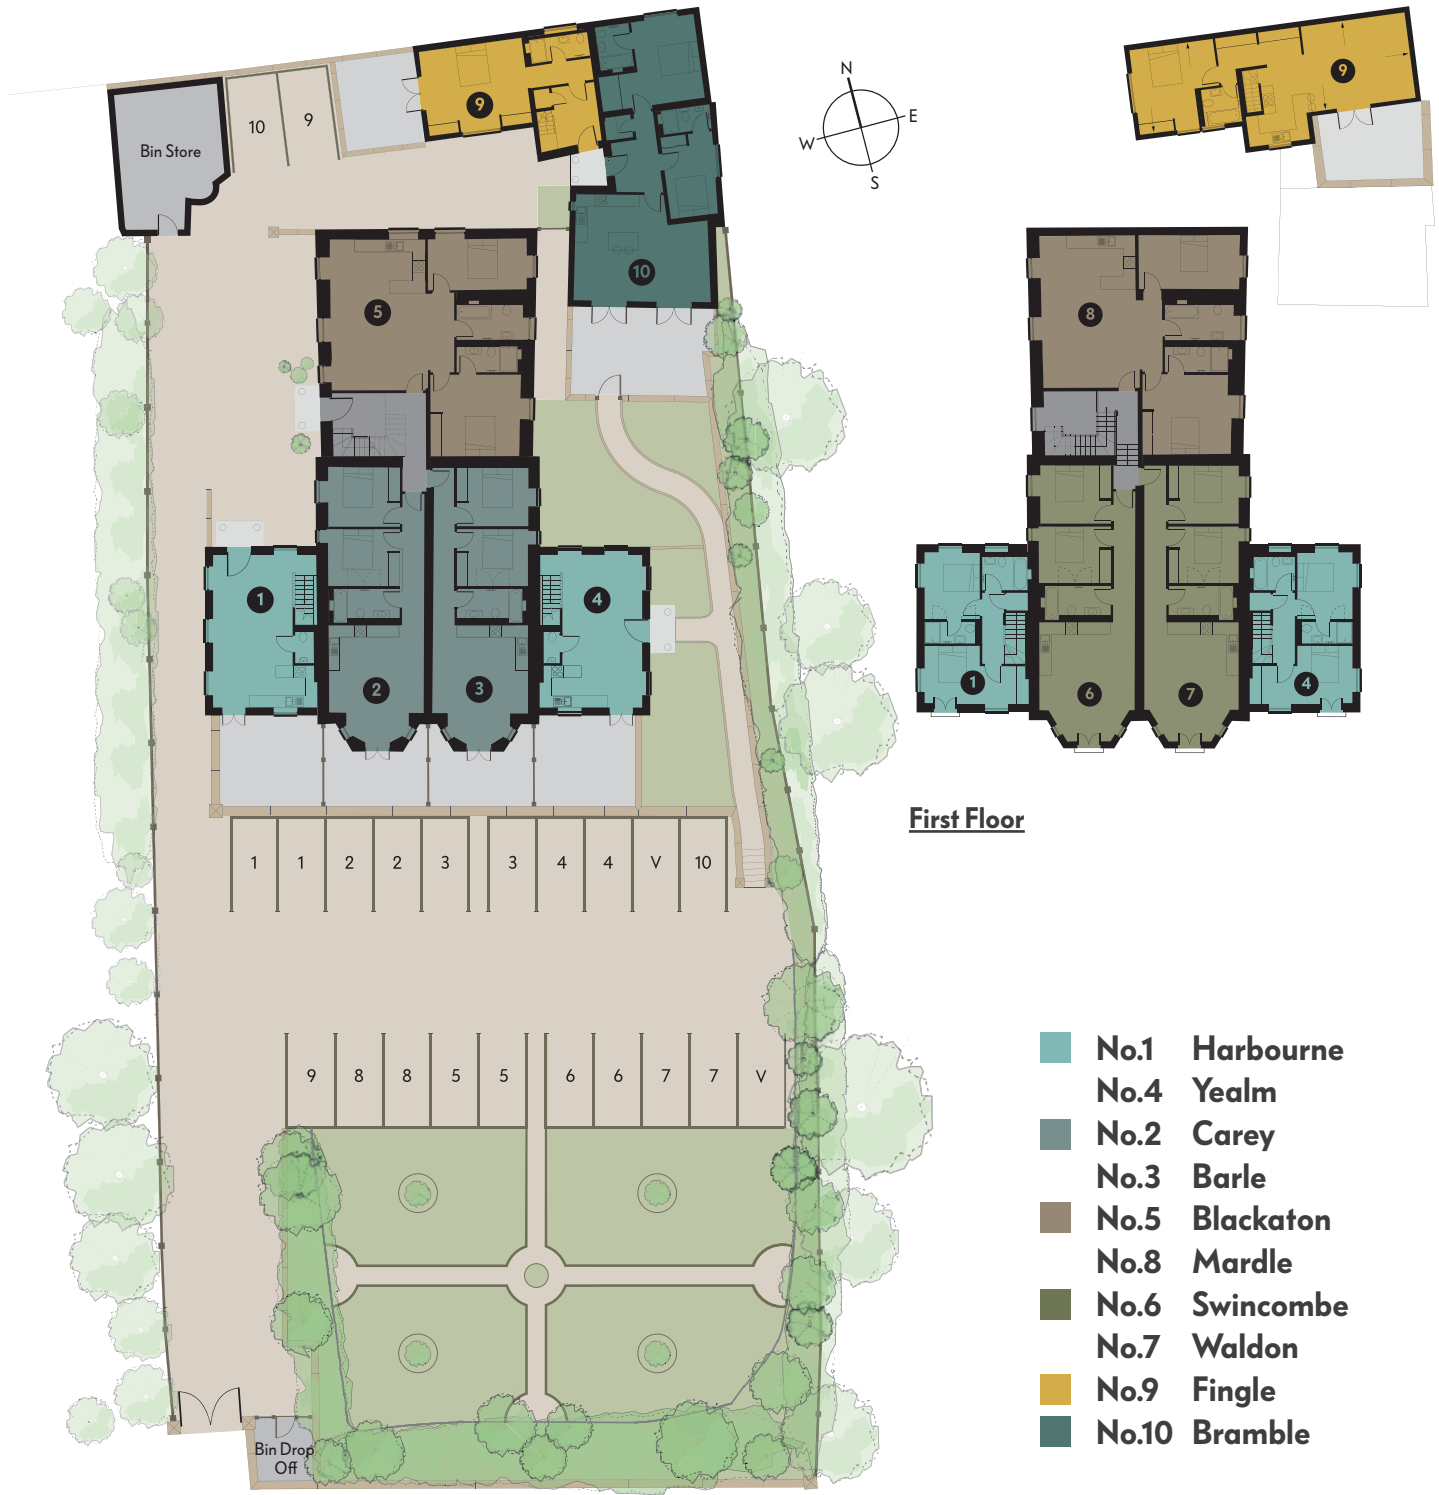 N
W E
S
Bin Store
10 9
9
10
5
1
4
2
3
9
8
1
6
7
4
First Floor
1 1 2 2 3 3 4 4 V 10
9 8 8 5 5 6 6 7 7 V
Bin Drop
Off
No.1 Harbourne
No.4 Yealm
No.2 Carey
No.3 Barle
No.5 Blackaton
No.8 Mardle
No.6 Swincombe
No.7 Waldon
No.9 Fingle
No.10 Bramble